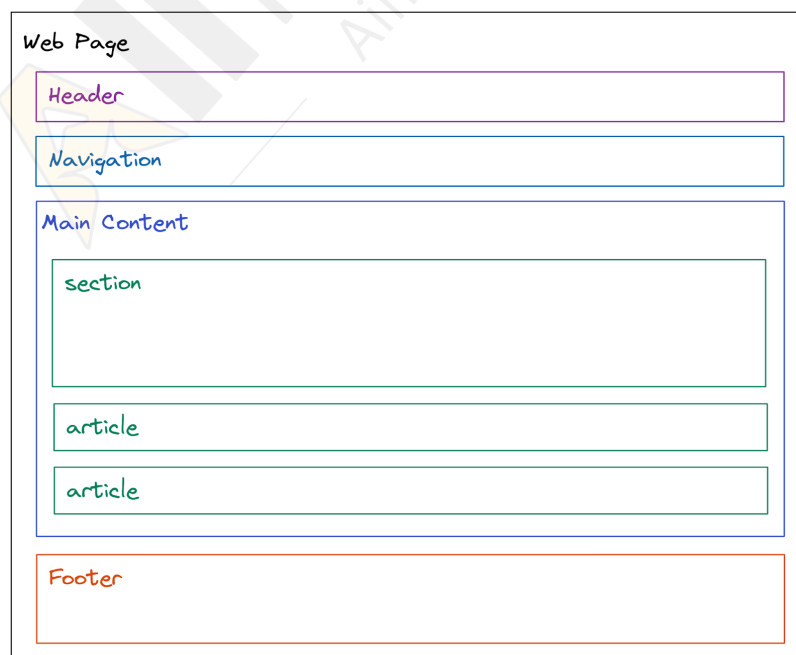 Web Page
Header
Navigation
Main Content
section
article
article
Footer